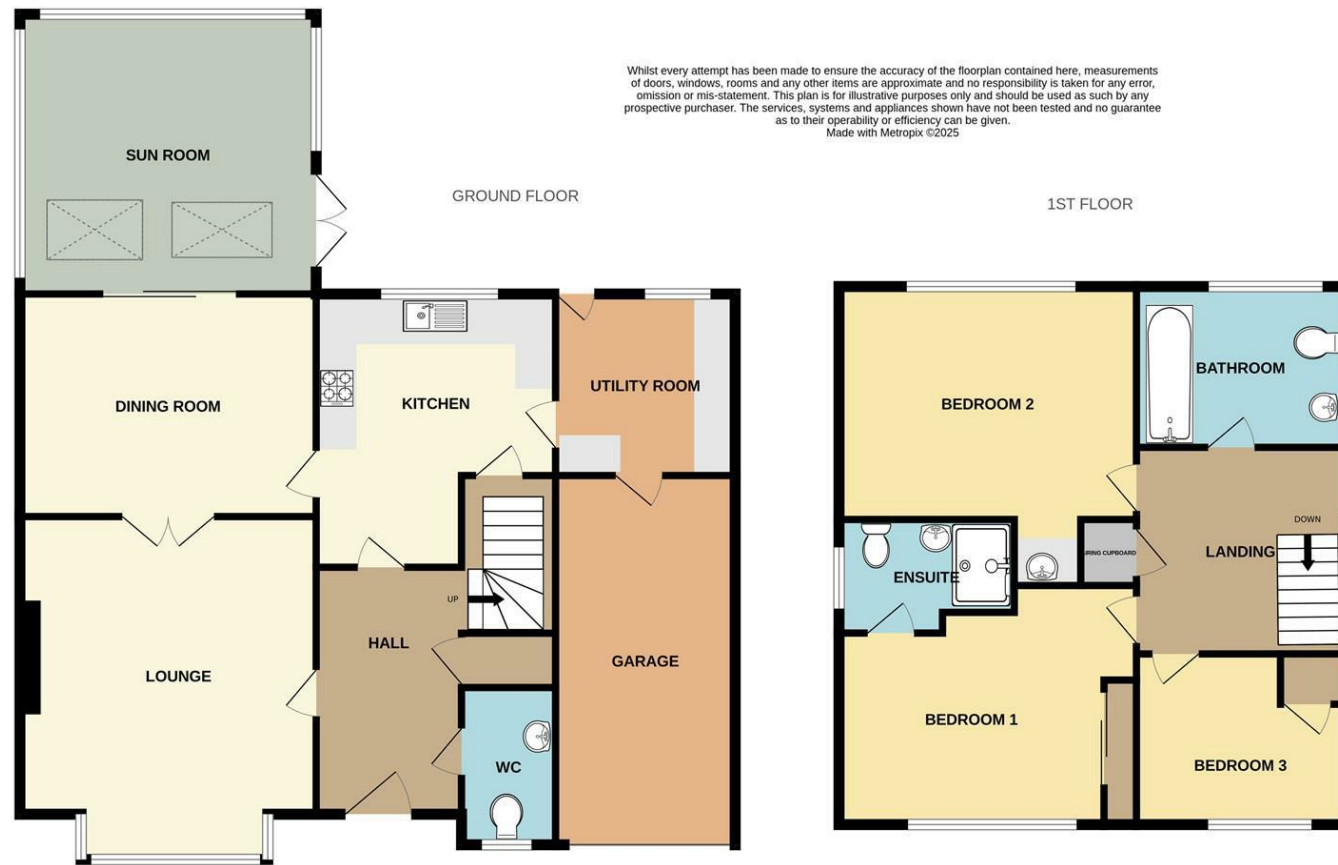 Whilst every attempt has been made to ensure the accuracy of the floorplan contained here, measurements
of doors, windows, rooms and any other items are approximate and no responsibility is taken for any error,
omission or mis-statement. This plan is for illustrative purposes only and should be used as such by any
prospective purchaser. The services, systems and appliances shown have not been tested and no guarantee
as to their operability or efficiency can be given.
Made with Metropix ©2025
GROUND FLOOR
SUN ROOM
DINING ROOM
KITCHEN
UTILITY ROOM
UP
HALL
LOUNGE
GARAGE
WC
1ST FLOOR
BEDROOM 2
BATHROOM
DOWN
LANDING
CUPBOARD
ENSUITE
BEDROOM 1
BEDROOM 3